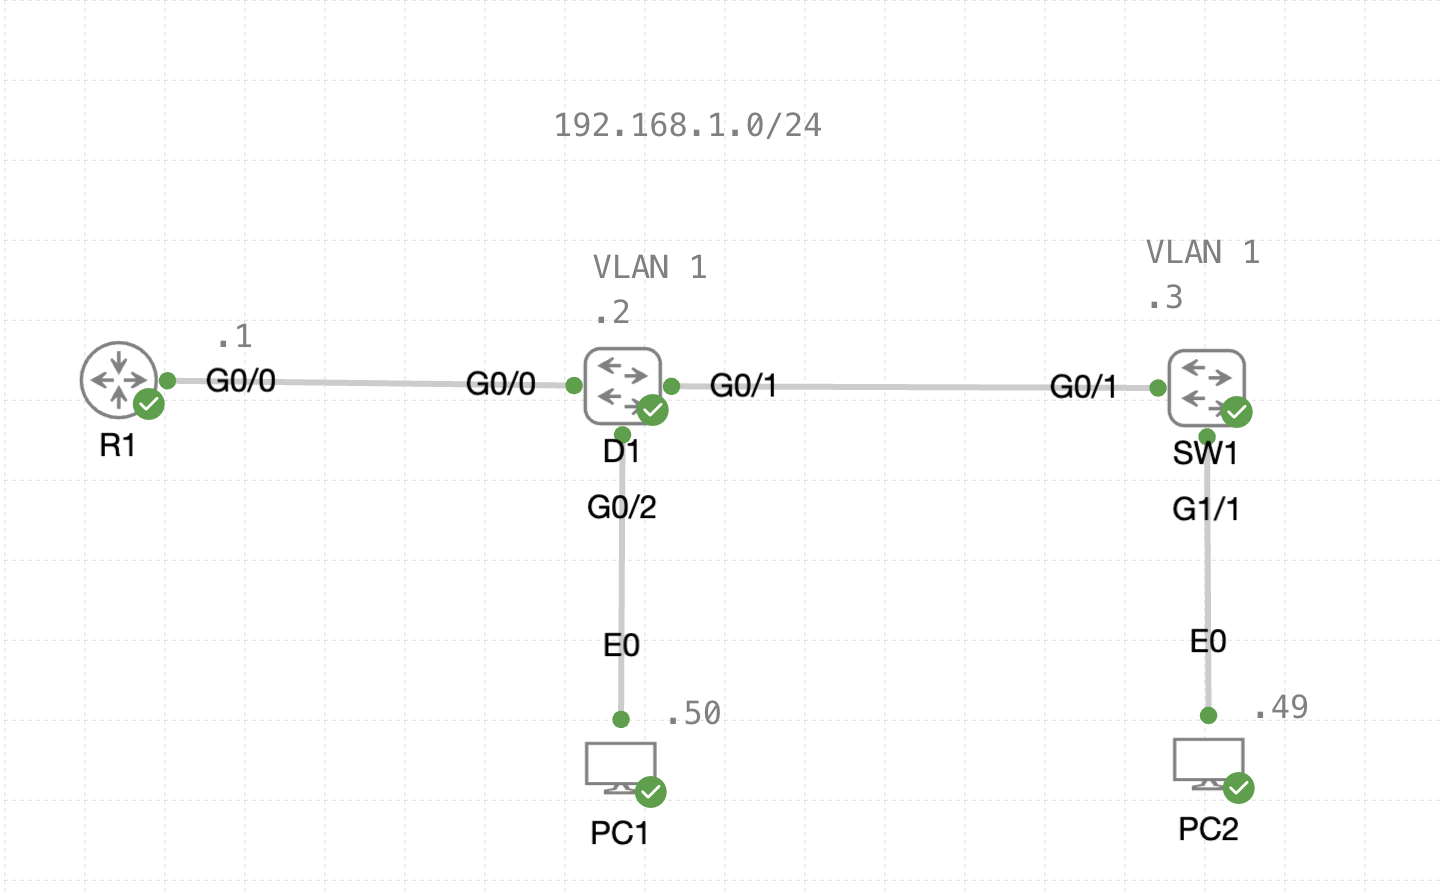 192.168.1.0/24
VLAN 1
.2
VLAN 1
.3
.1
G0/0
G0/0
G0/1
G0/1
R1
D1
SW1
G0/2
G1/1
E0
E0
.50
.49
PC1
PC2